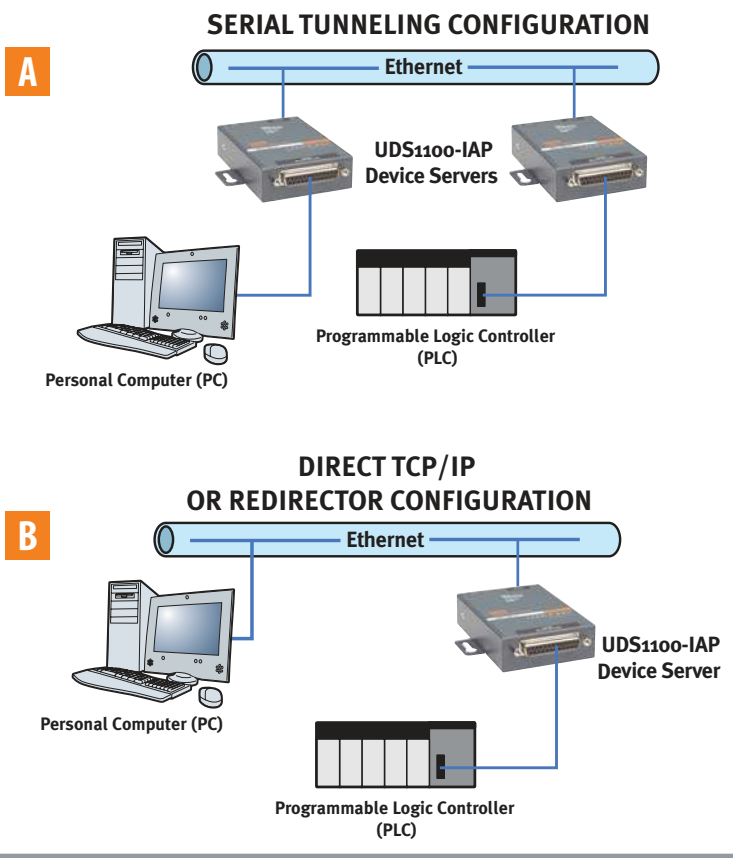 SERIAL TUNNELING CONFIGURATION
A
Ethernet
UDS1100-IAP
Device Servers
Programmable Logic Controller
(PLC)
Personal Computer (PC)
DIRECT TCP/IP
OR REDIRECTOR CONFIGURATION
B
Ethernet
UDS1100-IAP
Device Server
Personal Computer (PC)
Programmable Logic Controller
(PLC)